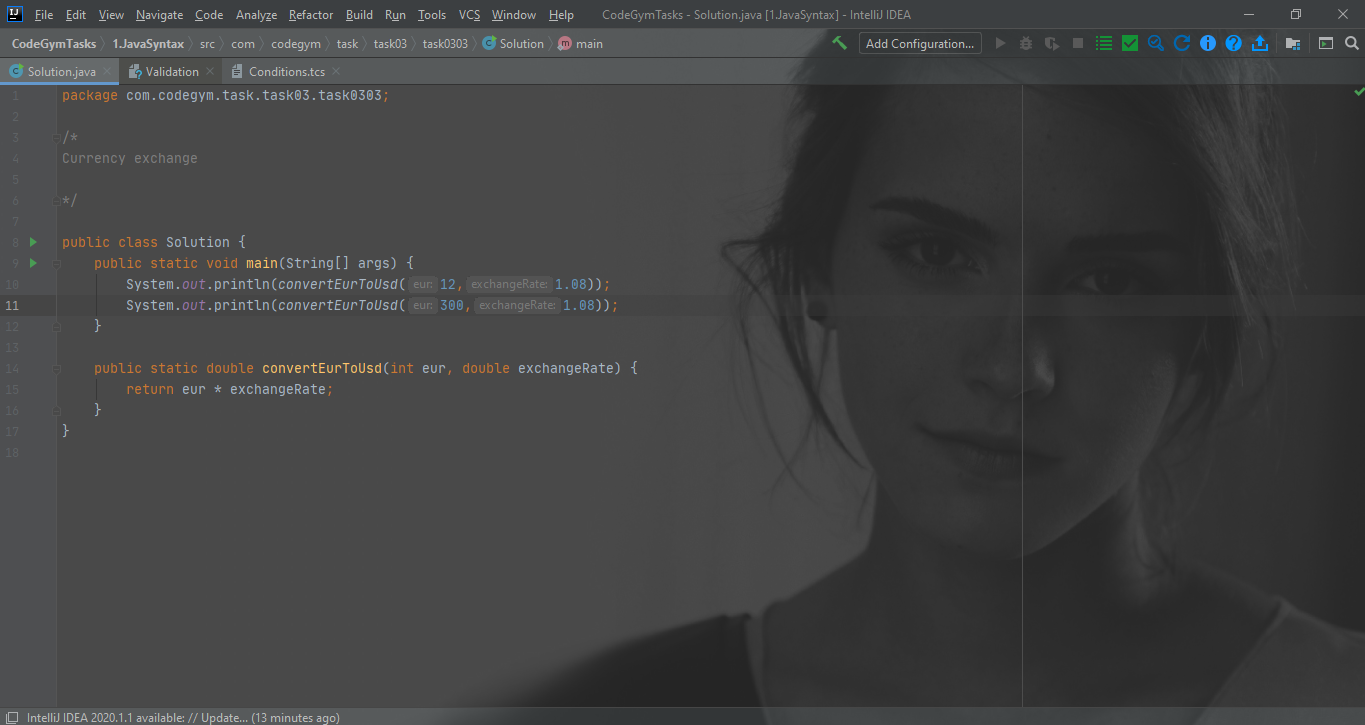 IJ File Edit View Navigate Code Analyze Refactor Build Run Tools VCS Window Help CodeGymTasks - Solution.java [1.JavaSyntax] - IntelliJ IDEA
CodeGymTasks 1.JavaSyntax src com codegym task task03 task0303 C Solution m main Add Configuration...
C Solution.java Validation Conditions.tcs
1 package com.codegym.task.task03.task0303;
2
3 /*
4 Currency exchange
5
6 */
7
8 public class Solution {
9 public static void main(String[] args) {
10 System.out.println(convertEurToUsd( eur: 12, exchangeRate: 1.08));
11 System.out.println(convertEurToUsd( eur: 300, exchangeRate: 1.08));
12 }
13
14 public static double convertEurToUsd(int eur, double exchangeRate) {
15 return eur * exchangeRate;
16 }
17 }
18
IntelliJ IDEA 2020.1.1 available: // Update... (13 minutes ago)